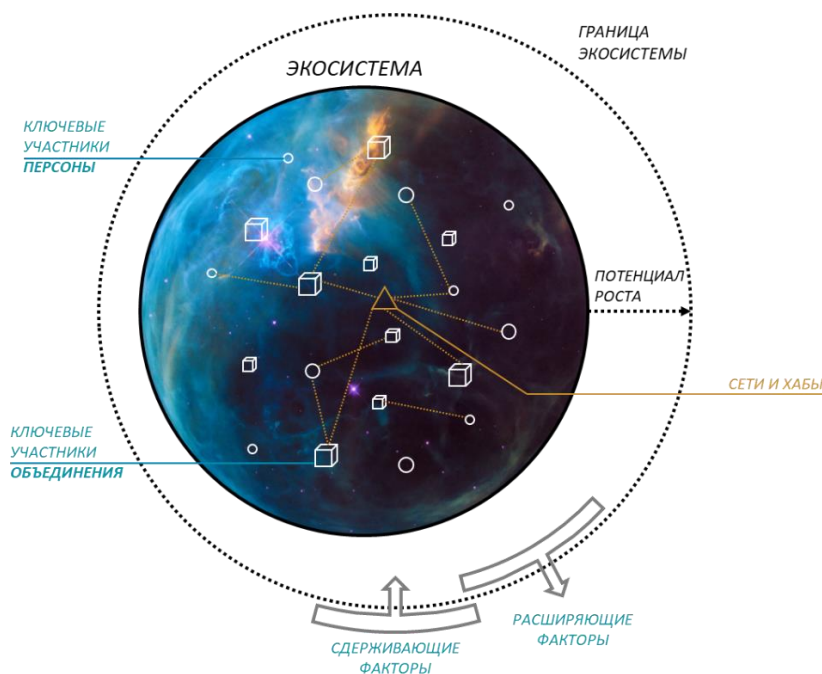 ГРАНИЦА
ЭКОСИСТЕМЫ
ЭКОСИСТЕМА
КЛЮЧЕВЫЕ
УЧАСТНИКИ
ПЕРСОНЫ
ПОТЕНЦИАЛ
РОСТА
СЕТИ И ХАБЫ
КЛЮЧЕВЫЕ
УЧАСТНИКИ
ОБЪЕДИНЕНИЯ
РАСШИРЯЮЩИЕ
ФАКТОРЫ
СДЕРЖИВАЮЩИЕ
ФАКТОРЫ